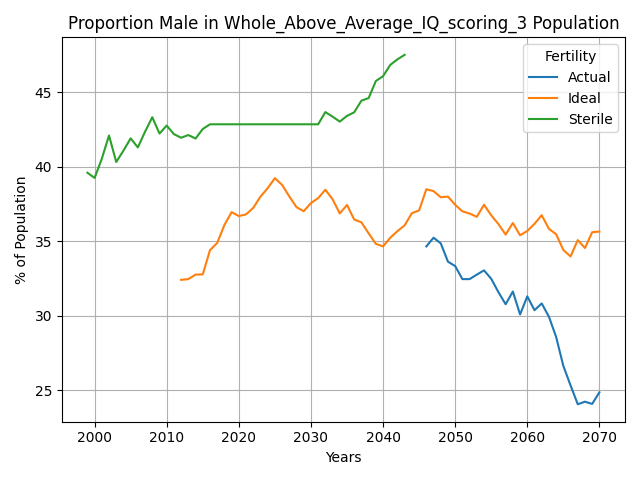 Proportion Male in Whole_Above_Average_IQ_scoring_3 Population
Fertility
Actual
Ideal
Sterile
% of Population
45
40
35
30
25
2000 2010 2020 2030 2040 2050 2060 2070
Years